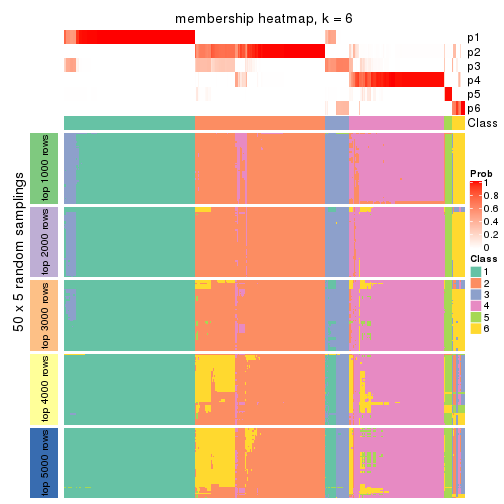 membership heatmap, k = 6
p1
p2
p3
p4
p5
p6
Class
50 x 5 random samplings
top 1000 rows
top 2000 rows
top 3000 rows
top 4000 rows
top 5000 rows
Prob
1
0.8
0.6
0.4
0.2
0
Class
1
2
3
4
5
6